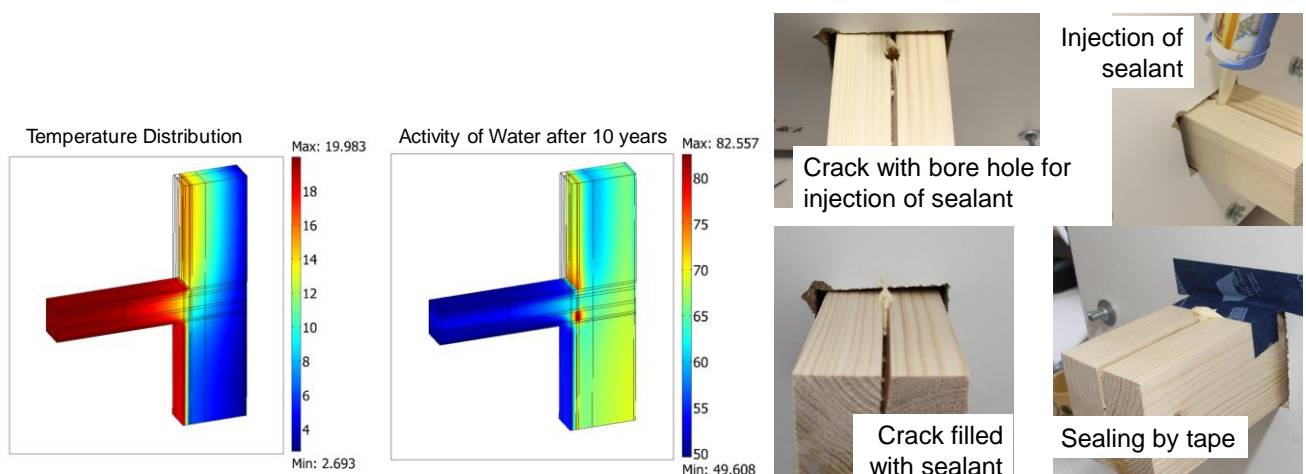 Temperature Distribution
Max: 19.983
18
16
14
12
10
8
6
4
Min: 2.693
Activity of Water after 10 years
Max: 82.557
80
75
70
65
60
55
50
Min: 49.608
Crack with bore hole for
injection of sealant
Injection of
sealant
Crack filled
with sealant
Sealing by tape